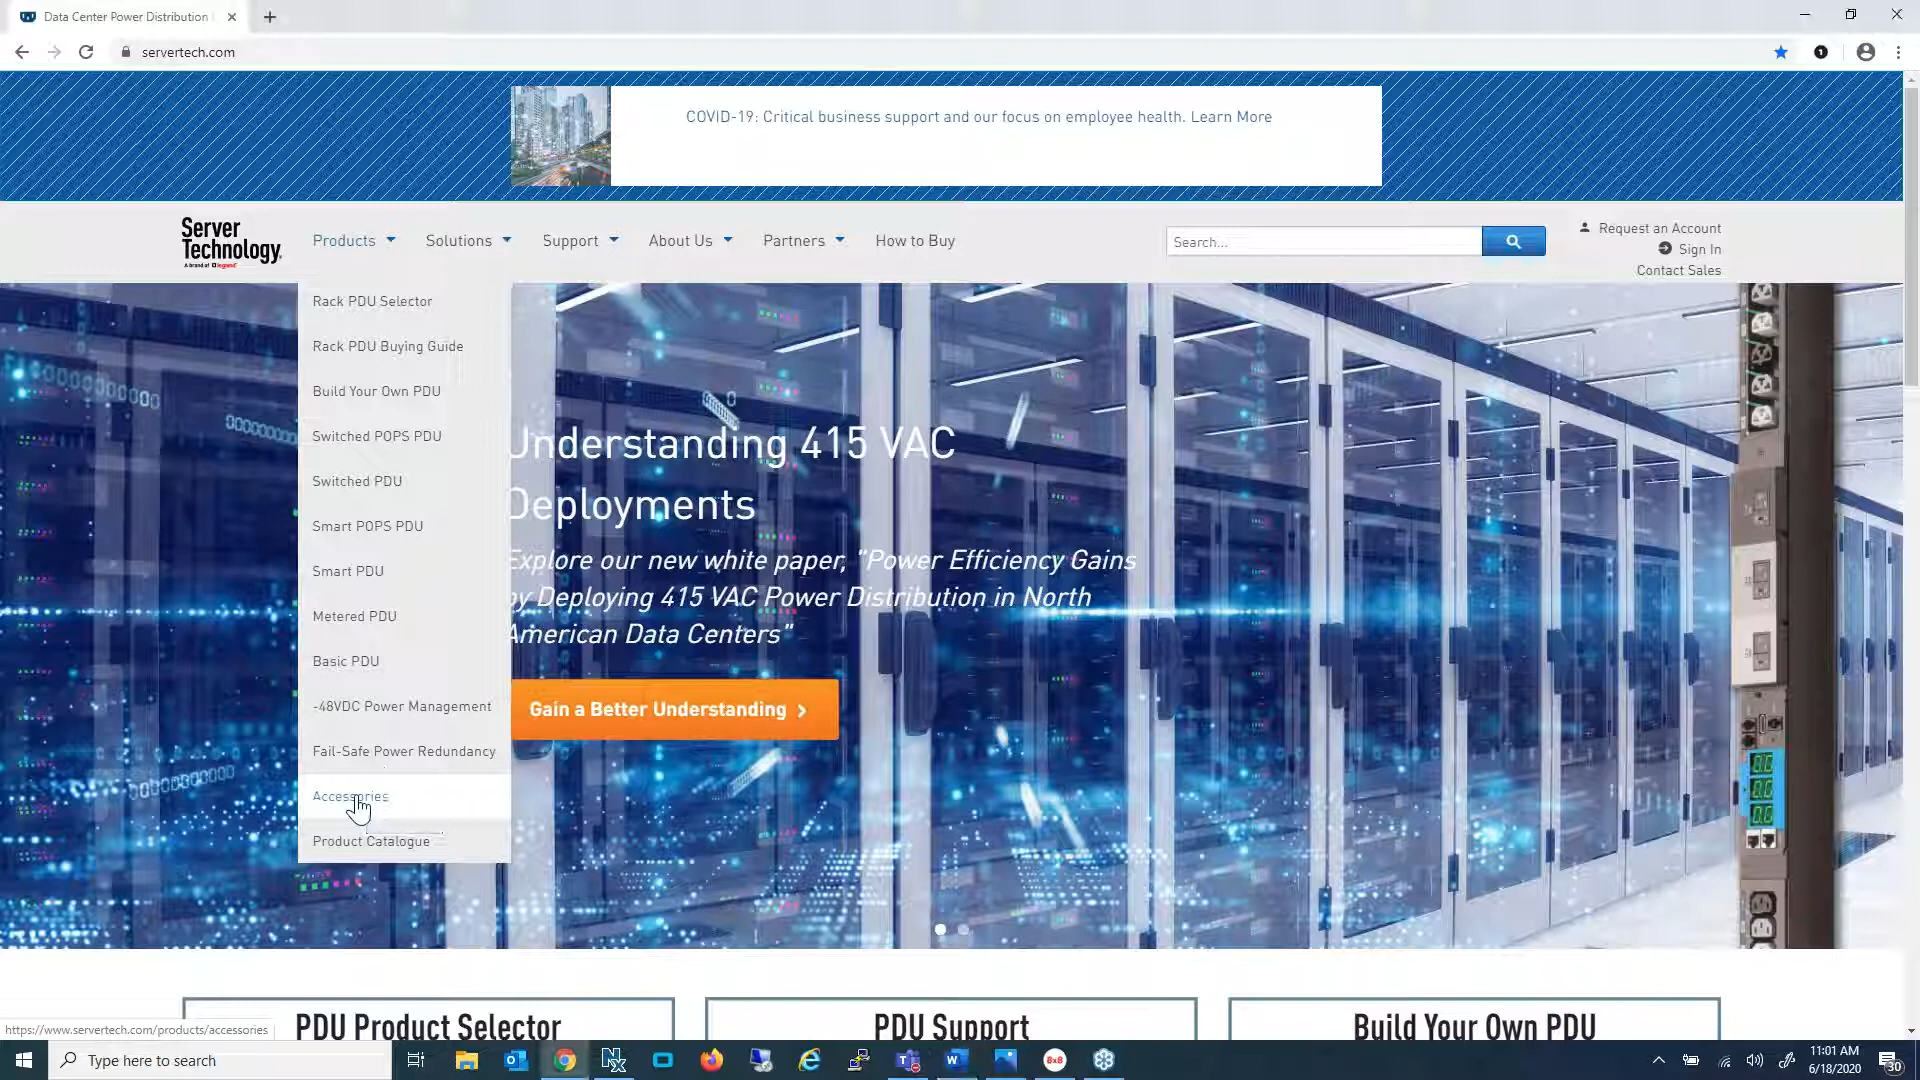 Data Center Power Distribution
servertech.com
COVID-19: Critical business support and our focus on employee health. Learn More
Server
Technology
A brand of legrand
Products
Solutions
Support
About Us
Partners
How to Buy
Search...
Request an Account
Sign In
Contact Sales
Rack PDU Selector
Rack PDU Buying Guide
Build Your Own PDU
Switched POPS PDU
Switched PDU
Smart POPS PDU
Smart PDU
Metered PDU
Basic PDU
-48VDC Power Management
Fail-Safe Power Redundancy
Accessories
Product Catalogue
Understanding 415 VAC
Deployments
Explore our new white paper, "Power Efficiency Gains
by Deploying 415 VAC Power Distribution in North
American Data Centers"
Gain a Better Understanding
PDU Product Selector
PDU Support
Build Your Own PDU
https://www.servertech.com/products/accessories
Type here to search
8x8
11:01 AM
6/18/2020
30